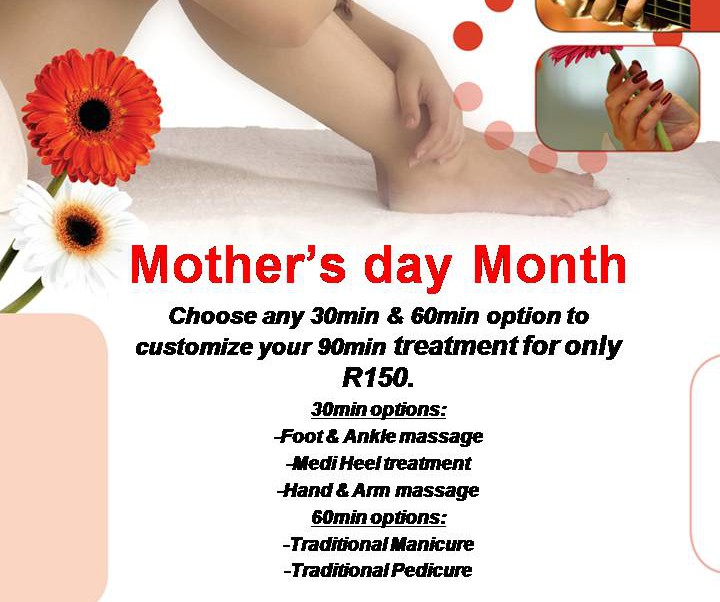 Mother's day Month
Choose any 30min & 60min option to
customize your 90min treatment for only
R150.
30min options:
-Foot & Ankle massage
-Medi Heel treatment
-Hand & Arm massage
60min options:
-Traditional Manicure
-Traditional Pedicure